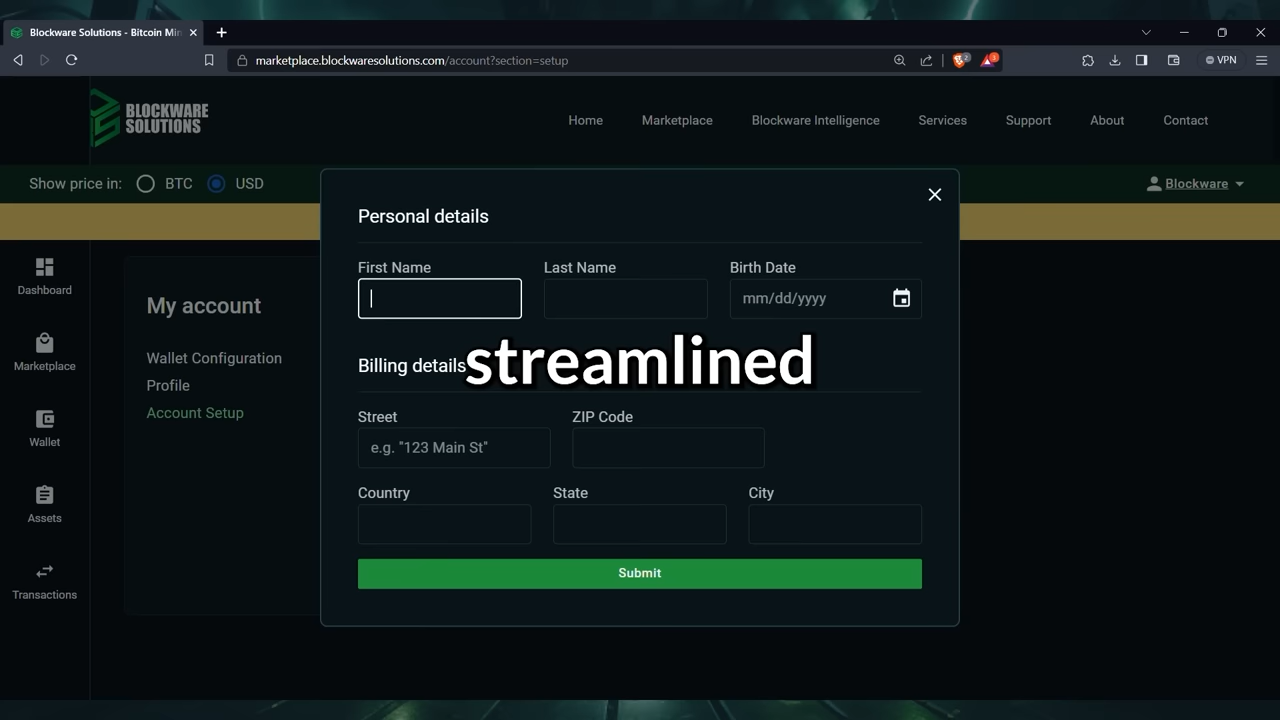 Blockware Solutions - Bitcoin Min
marketplace.blockwaresolutions.com/account?section=setup
2
3
VPN
BLOCKWARE
SOLUTIONS
Home
Marketplace
Blockware Intelligence
Services
Support
About
Contact
Show price in:
BTC
USD
Blockware
Dashboard
Marketplace
Wallet
Assets
Transactions
My account
Wallet Configuration
Profile
Account Setup
Personal details
First Name
Last Name
Birth Date
mm/dd/yyyy
Billing details
streamlined
Street
ZIP Code
e.g. "123 Main St"
Country
State
City
Submit